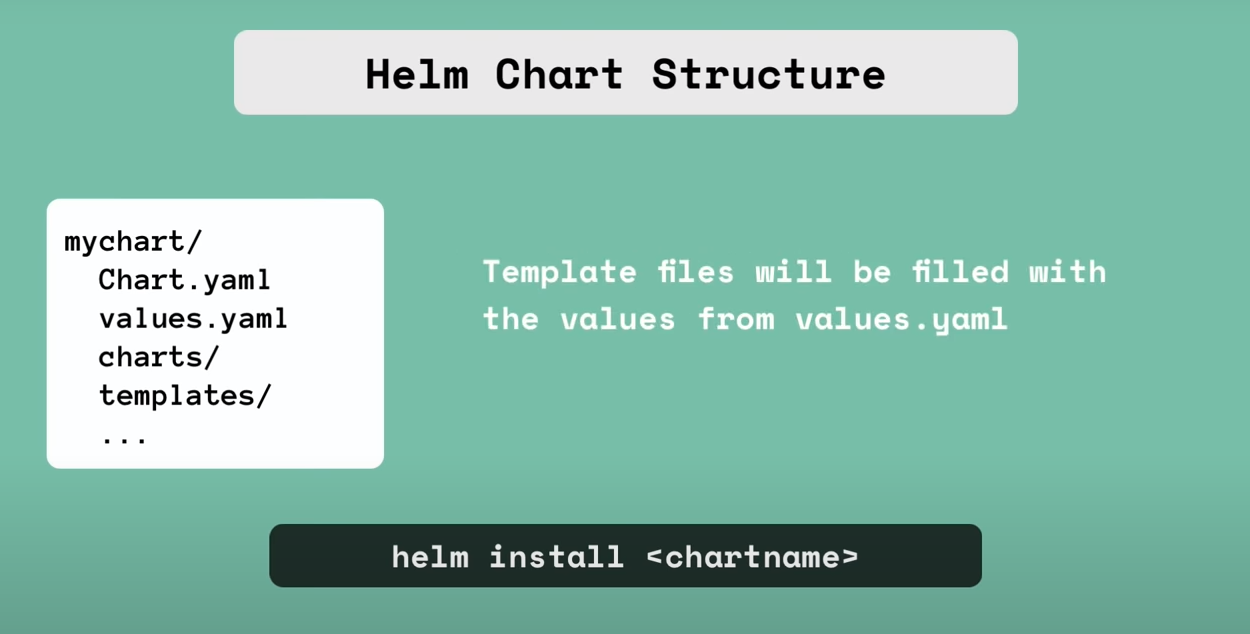 Helm Chart Structure
mychart/
Chart.yaml
values.yaml
charts/
templates/
...
Template files will be filled with
the values from values.yaml
helm install <chartname>